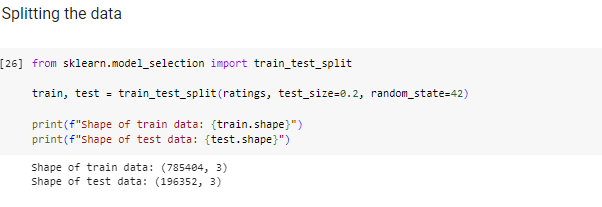 Splitting the data
[26] from sklearn.model_selection import train_test_split
train, test = train_test_split(ratings, test_size=0.2, random_state=42)
print(f"Shape of train data: {train.shape}")
print(f"Shape of test data: {test.shape}")
Shape of train data: (785404, 3)
Shape of test data: (196352, 3)